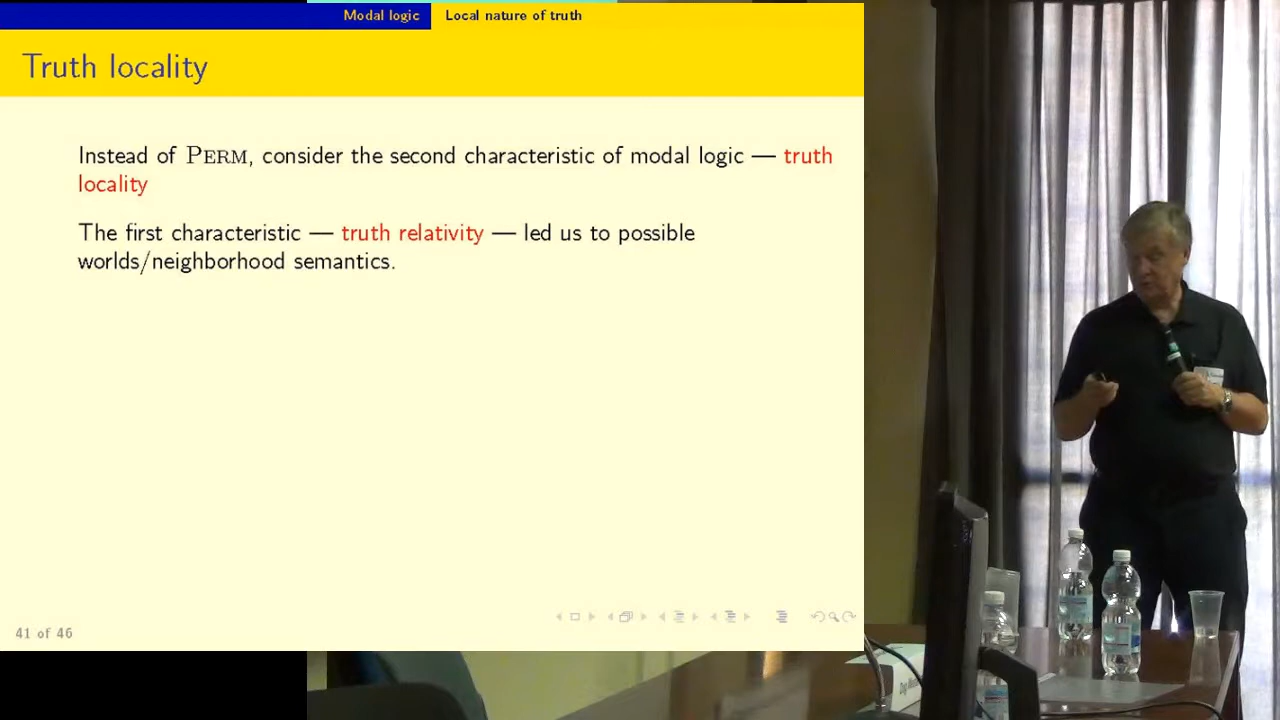 Modal logic Local nature of truth
Truth locality
Instead of PERM, consider the second characteristic of modal logic — truth
locality
The first characteristic — truth relativity — led us to possible
worlds/neighborhood semantics.
41 of 46